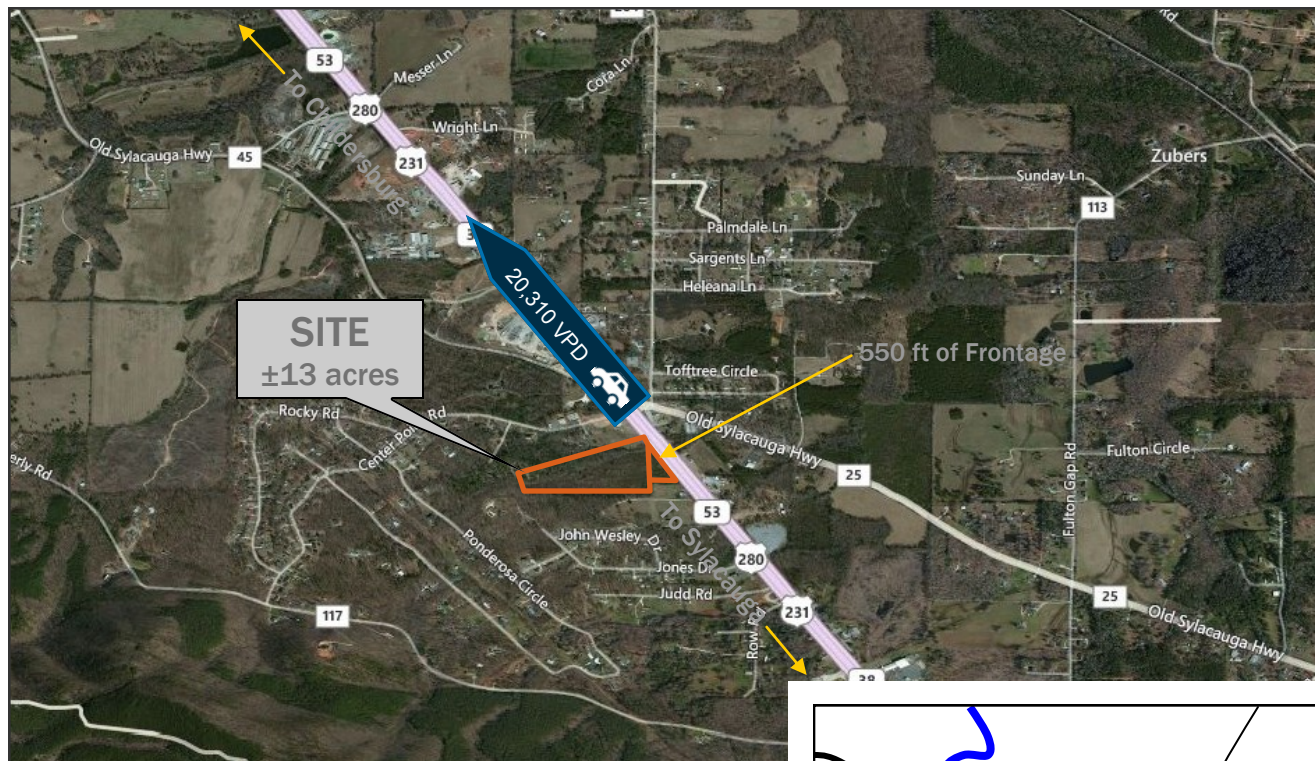 Rd
53
Messer Ln
Cora Ln
To Childersburg
280
Wright Ln
Old Sylacauga Hwy
45
231
Zubers
Sunday Ln
113
Palmdale Ln
Sargents Ln
Heleana Ln
20,310 VPD
SITE
±13 acres
550 ft of Frontage
Tofftree Circle
Rocky Rd
Center Point Rd
Old Sylacauga Hwy
Fulton Circle
Fulton Gap Rd
25
erly Rd
53
To Sylacauga
John Wesley Dr
Ponderosa Circle
280
Jones Dr
Judd Rd
25
231
117
Old Sylacauga Hwy
Row Rd
38